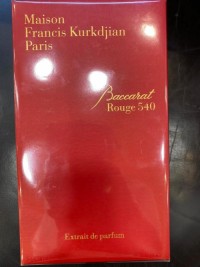 Maison
Francis Kurkdjian
Paris
Baccarat
Rouge 540
Extrait de parfum